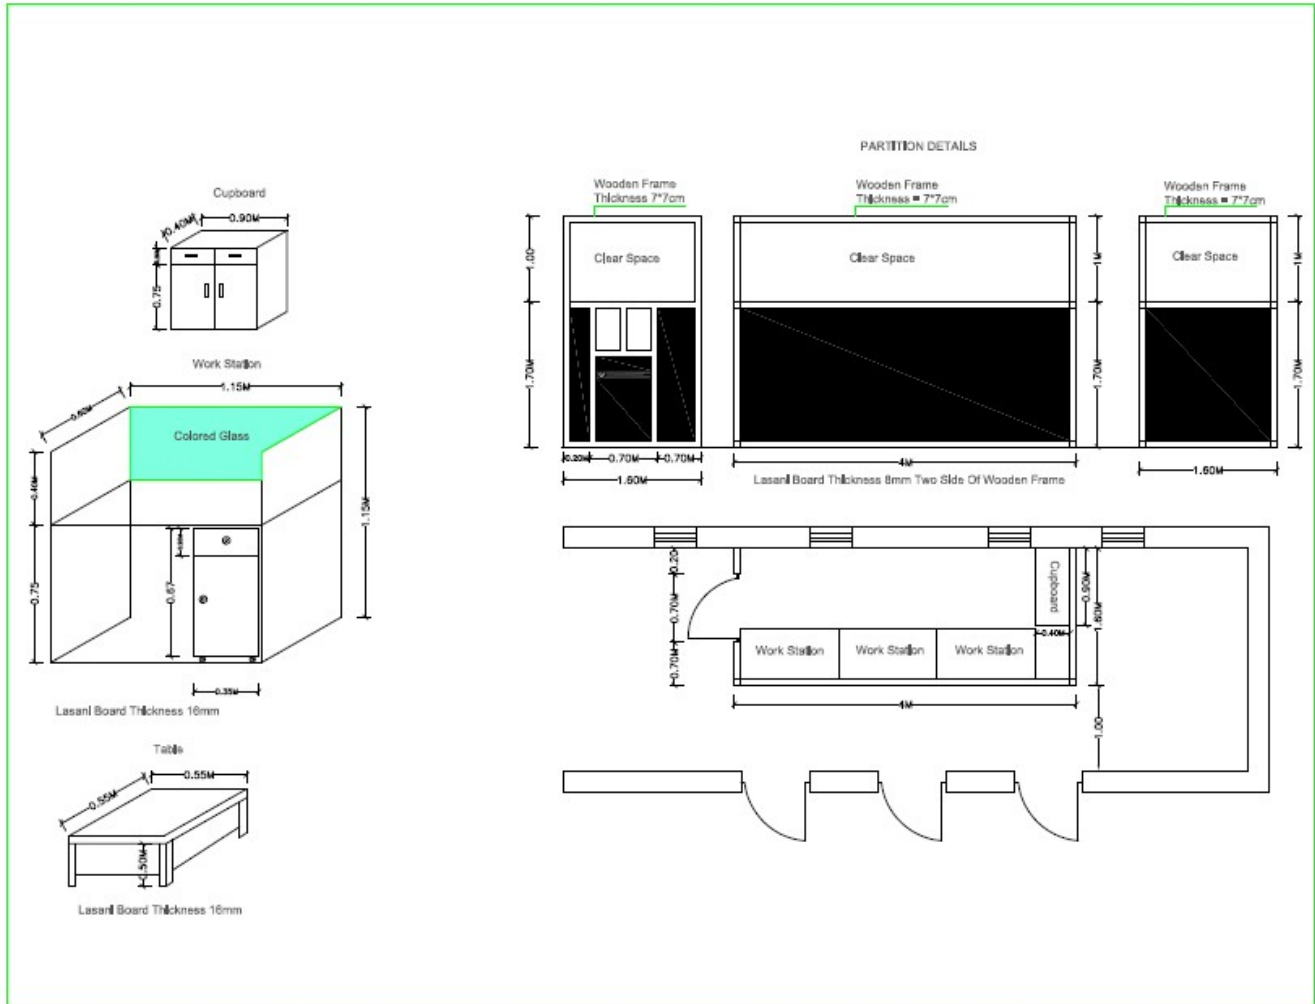 PARTITION DETAILS
Cupboard
0.40M
0.90M
0.75
Work Station
1.15M
0.60M
Colored Glass
0.40M
1.15M
0.75
0.67
0.35M
Lasani Board Thickness 16mm
Table
0.55M
0.55M
0.50M
Lasani Board Thickness 16mm
Wooden Frame
Thickness 7*7cm
Clear Space
1.00
1.70M
0.20M
0.70M
0.70M
1.60M
Wooden Frame
Thickness = 7*7cm
Clear Space
1M
1.70M
4M
Lasani Board Thickness 8mm Two Side Of Wooden Frame
Wooden Frame
Thickness = 7*7cm
Clear Space
1M
1.70M
1.60M
0.20
0.70M
0.70M
Cupboard
0.90M
1.60M
0.40M
Work Station
Work Station
Work Station
4M
1.00